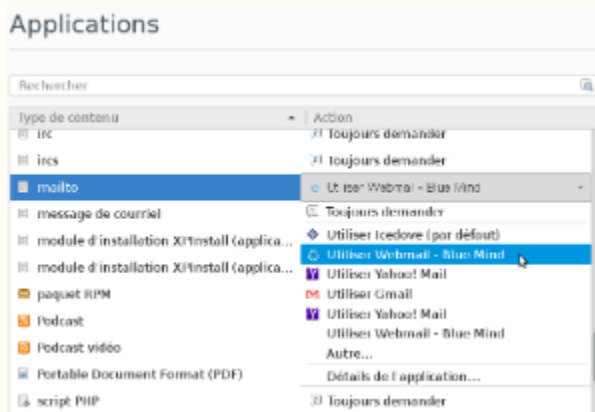 Applications
Rechercher
Type de contenu Action
irc Toujours demander
ircs Toujours demander
mailto Utiliser Webmail - Blue Mind
message de courriel Toujours demander
Utiliser Icedove (par défaut)
module d'installation XPInstall (applica...
Utiliser Webmail - Blue Mind
module d'installation XPInstall (applica...
Utiliser Yahoo! Mail
paquet RPM Utiliser Gmail
Podcast Utiliser Yahoo! Mail
Utiliser Webmail - Blue Mind
Podcast vidéo Autre...
Portable Document Format (PDF) Détails de l'application...
script PHP Toujours demander